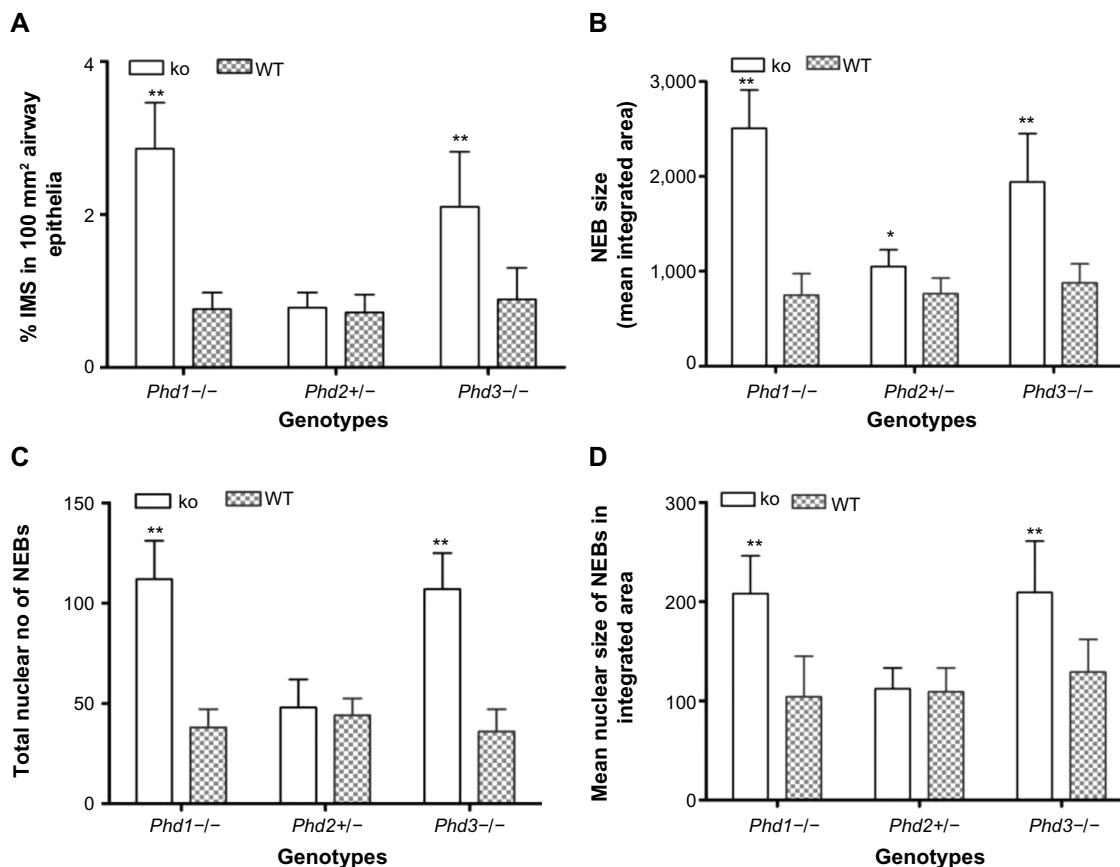 A
% IMS in 100 mm² airway
epithelia
4
2
0
ko
WT
**
**
Phd1−/−
Phd2+/−
Phd3−/−
Genotypes
B
NEB size
(mean integrated area)
3,000
2,000
1,000
0
ko
WT
**
*
**
Phd1−/−
Phd2+/−
Phd3−/−
Genotypes
C
Total nuclear no of NEBs
150
100
50
0
ko
WT
**
**
Phd1−/−
Phd2+/−
Phd3−/−
Genotypes
D
Mean nuclear size of NEBs in
integrated area
300
200
100
0
ko
WT
**
**
Phd1−/−
Phd2+/−
Phd3−/−
Genotypes